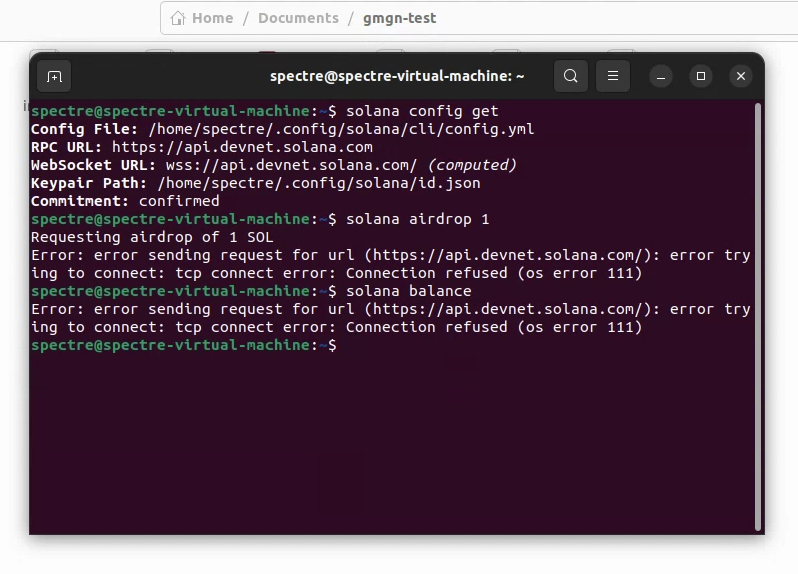 Home / Documents / gmgn-test
spectre@spectre-virtual-machine: ~
spectre@spectre-virtual-machine:~$ solana config get
Config File: /home/spectre/.config/solana/cli/config.yml
RPC URL: https://api.devnet.solana.com
WebSocket URL: wss://api.devnet.solana.com/ (computed)
Keypair Path: /home/spectre/.config/solana/id.json
Commitment: confirmed
spectre@spectre-virtual-machine:~$ solana airdrop 1
Requesting airdrop of 1 SOL
Error: error sending request for url (https://api.devnet.solana.com/): error try
ing to connect: tcp connect error: Connection refused (os error 111)
spectre@spectre-virtual-machine:~$ solana balance
Error: error sending request for url (https://api.devnet.solana.com/): error try
ing to connect: tcp connect error: Connection refused (os error 111)
spectre@spectre-virtual-machine:~$